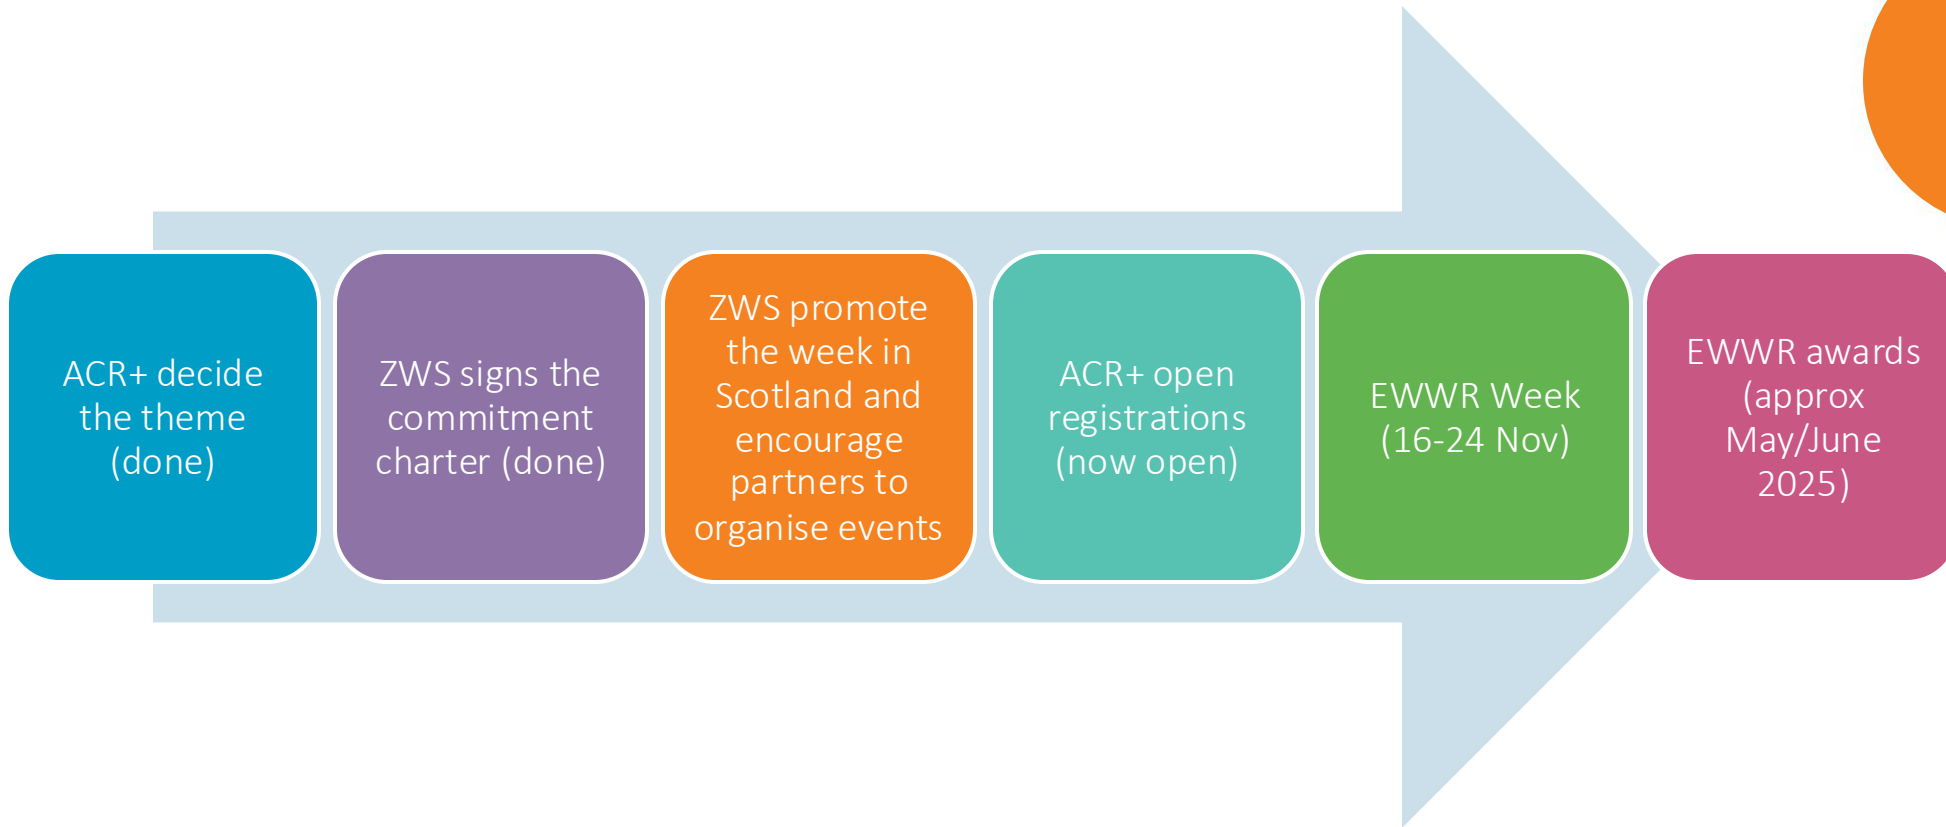 ACR+ decide
the theme
(done)
ZWS signs the
commitment
charter (done)
ZWS promote
the week in
Scotland and
encourage
partners to
organise events
ACR+ open
registrations
(now open)
EWWR Week
(16-24 Nov)
EWWR awards
(approx
May/June
2025)